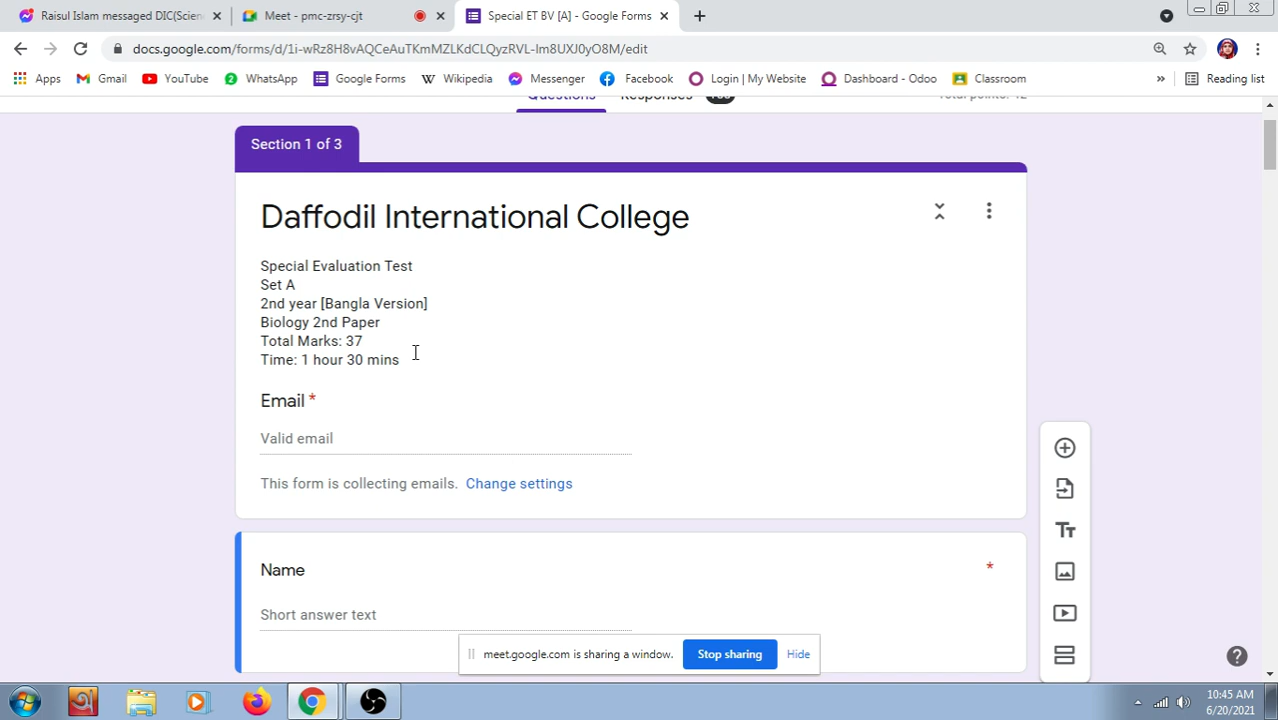 Raisul Islam messaged DIC(Scien
Meet - pmc-zrsy-cjt
Special ET BV [A] - Google Forms
docs.google.com/forms/d/1i-wRz8H8vAQCeAuTKmMZLKdCLQyzRVL-lm8UXJ0yO8M/edit
Apps
Gmail
YouTube
2 WhatsApp
Google Forms
W Wikipedia
Messenger
Facebook
Login | My Website
Dashboard - Odoo
Classroom
»
Reading list
Questions
Responses
Total points: 42
Section 1 of 3
Daffodil International College
Special Evaluation Test
Set A
2nd year [Bangla Version]
Biology 2nd Paper
Total Marks: 37
Time: 1 hour 30 mins
Email *
Valid email
This form is collecting emails. Change settings
Name *
Short answer text
meet.google.com is sharing a window. Stop sharing Hide
10:45 AM
6/20/2021